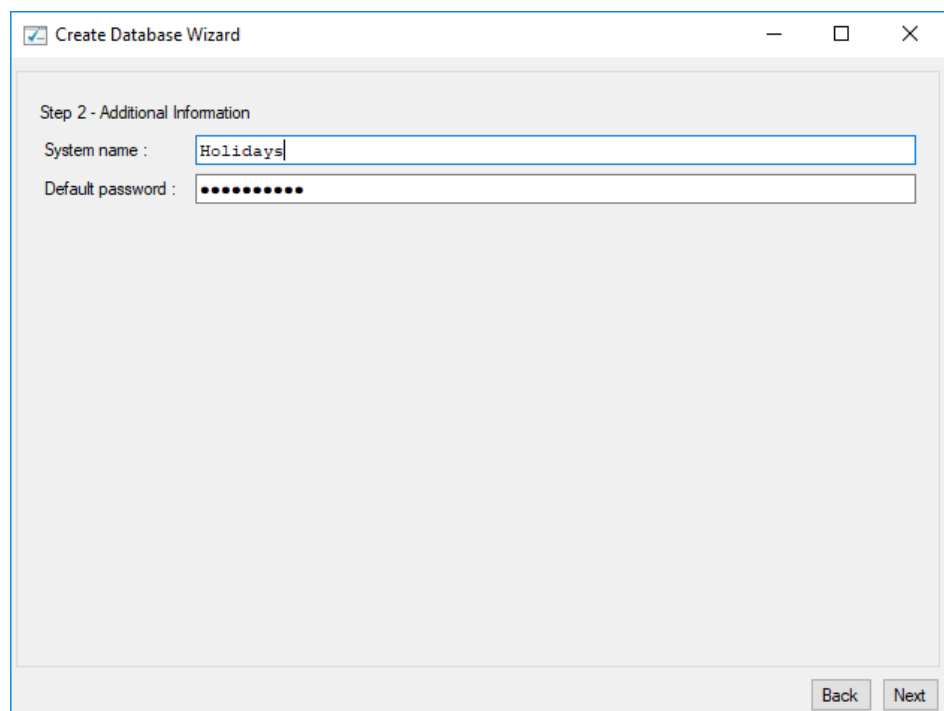 Create Database Wizard
Step 2 - Additional Information
System name : Holidays
Default password : ●●●●●●●●●●
Back Next